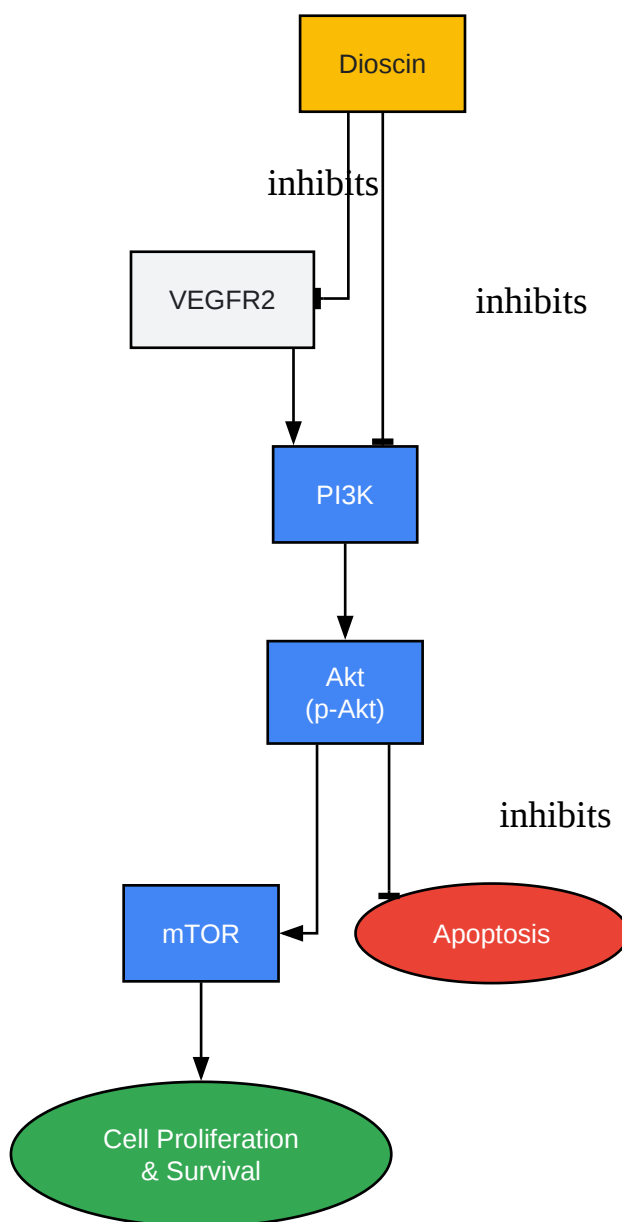 Dioscin
inhibits
VEGFR2
inhibits
PI3K
Akt
(p-Akt)
inhibits
mTOR
Apoptosis
Cell Proliferation
& Survival